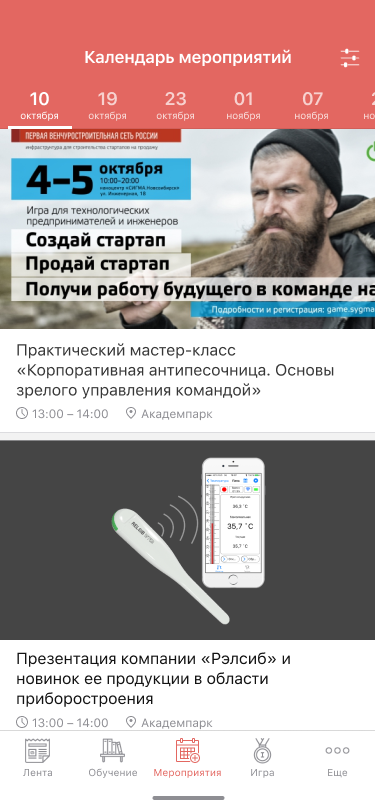 Календарь мероприятий
10 19 23 01 07
октября октября октября ноября ноября
ПЕРВАЯ ВЕНЧУРОСТРОИТЕЛЬНАЯ СЕТЬ РОССИИ
инфраструктура для строительства стартапов на продажу
4–5 октября
10:00–20:00
технопарк «СИГМА.Новосибирск»
ул. Инженерная, 18
Игра для технологических
предпринимателей и инженеров
Создай стартап
Продай стартап
Получи работу будущего в команде на
Подробности и регистрация: game.sygma
Практический мастер-класс
«Корпоративная антипесочница. Основы
зрелого управления командой»
13:00 – 14:00 Академпарк
RELSIB
36,3 °C
35,7 °C
35,3 °C
Презентация компании «Рэлсиб» и
новинок ее продукции в области
приборостроения
13:00 – 14:00 Академпарк
Лента Обучение Мероприятия Игра Еще